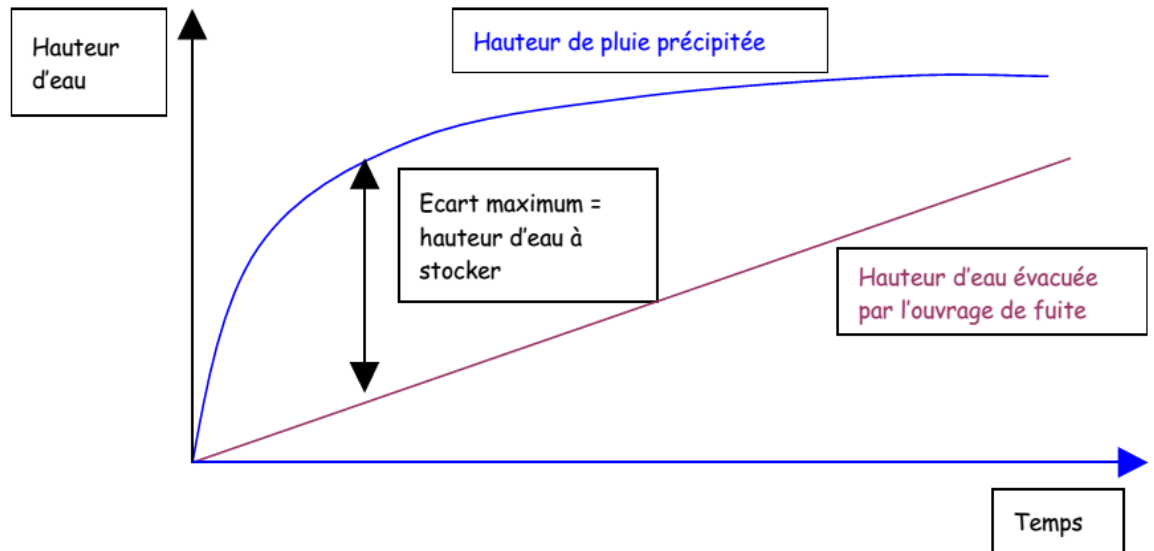 Hauteur
d'eau
Hauteur de pluie précipitée
Ecart maximum =
hauteur d'eau à
stocker
Hauteur d'eau évacuée
par l'ouvrage de fuite
Temps